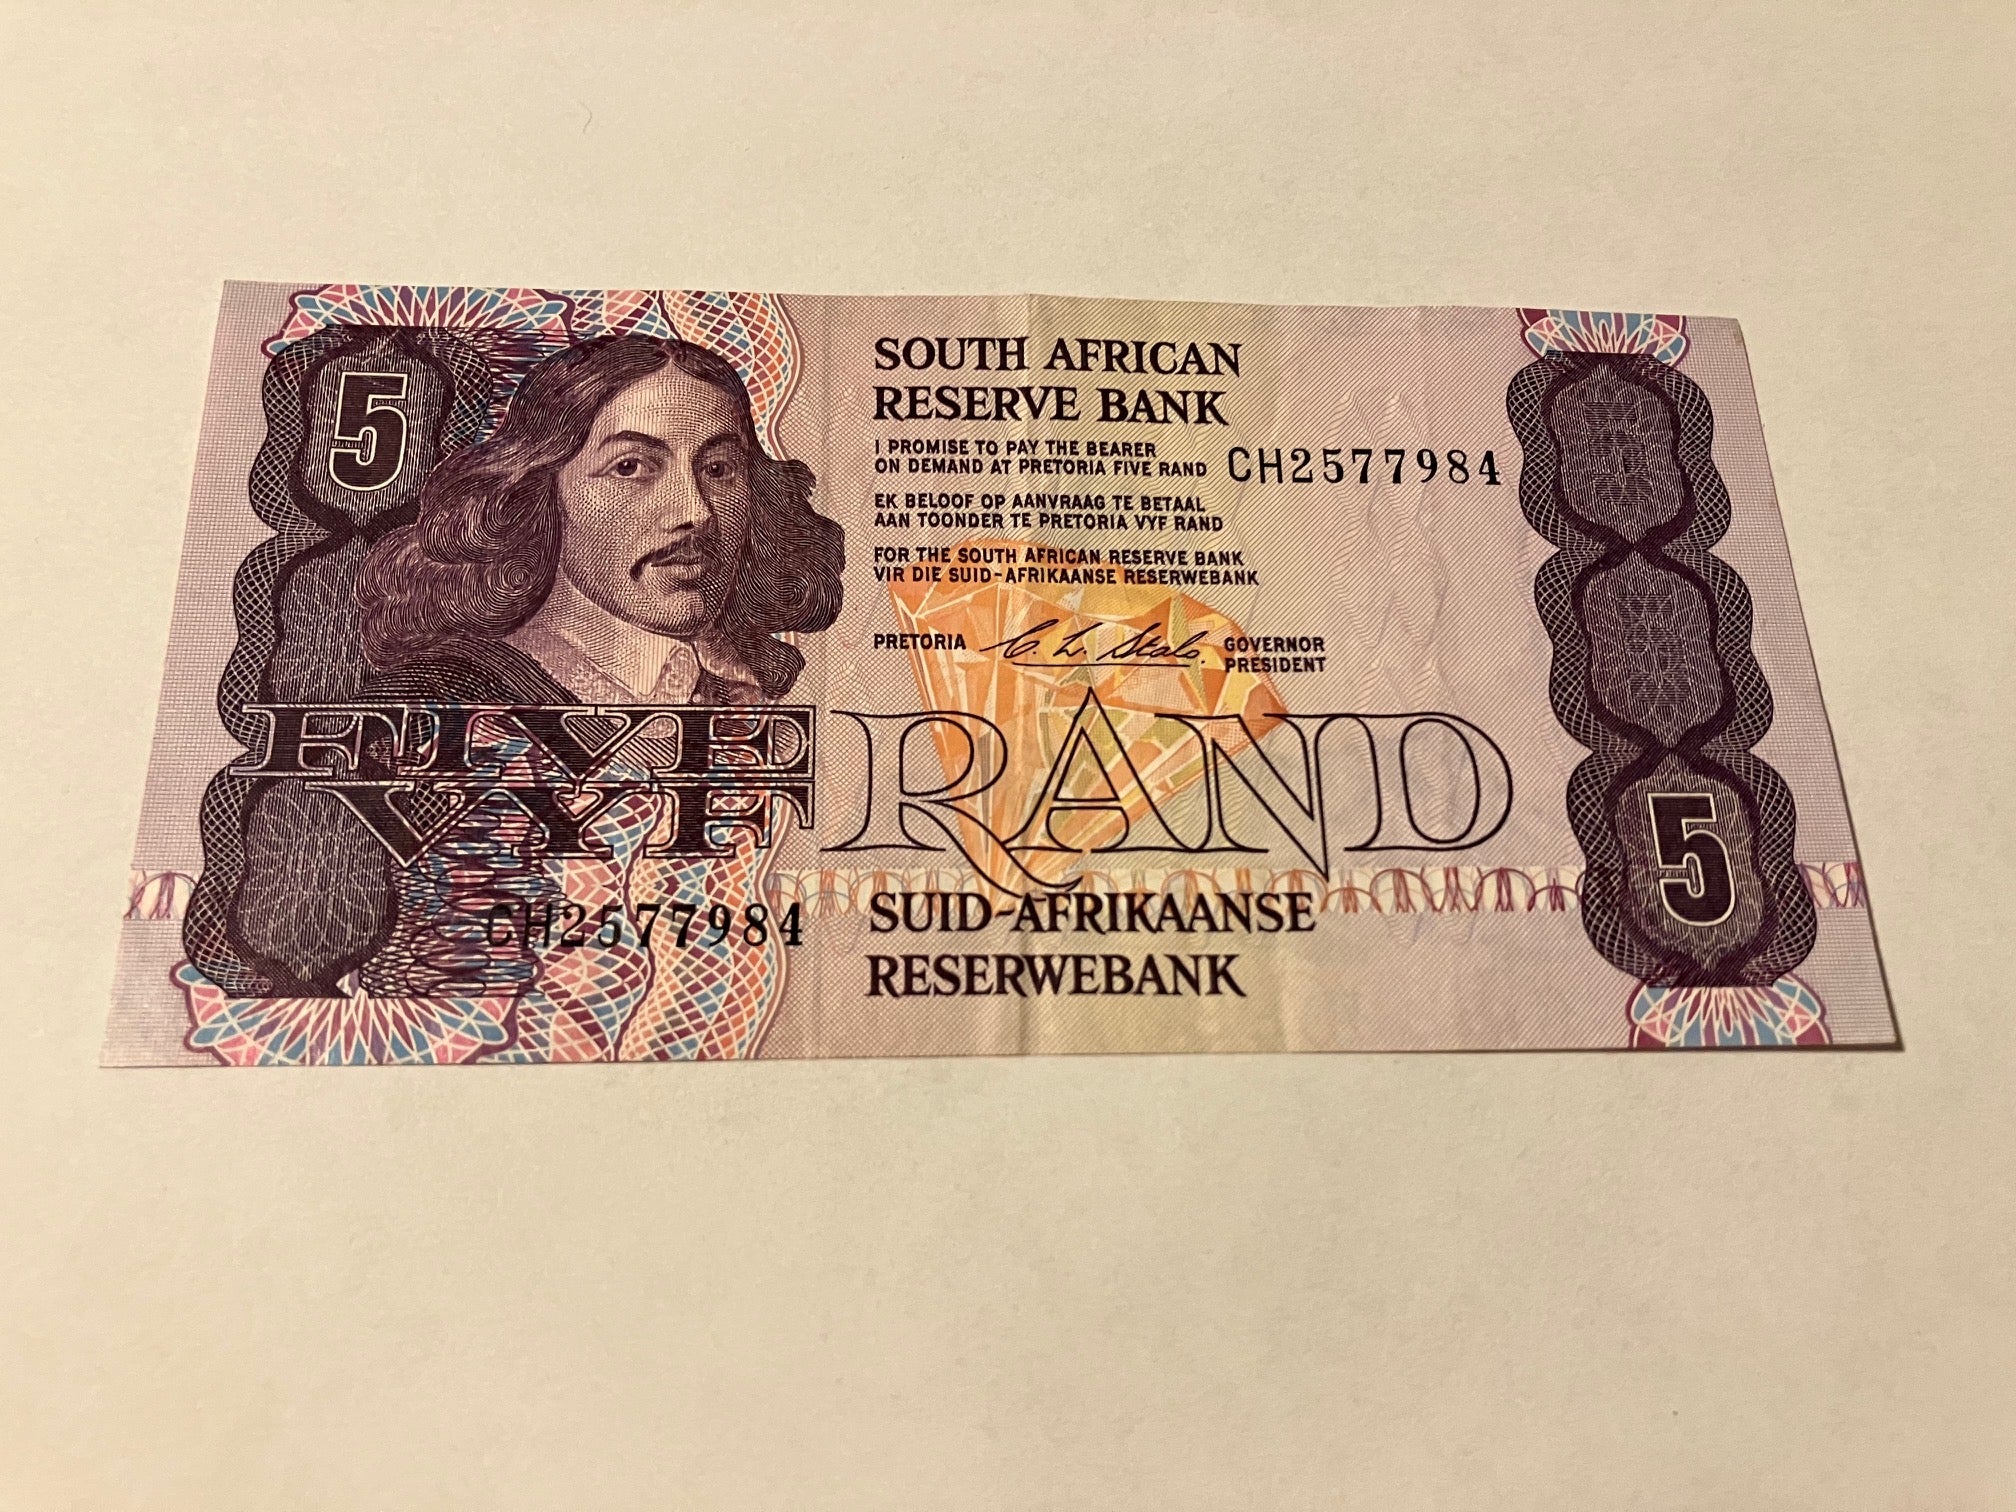 5
SOUTH AFRICAN
RESERVE BANK
I PROMISE TO PAY THE BEARER
ON DEMAND AT PRETORIA FIVE RAND
CH2577984
EK BELOOF OP AANVRAAG TE BETAAL
AAN TOONDER TE PRETORIA VYF RAND
FOR THE SOUTH AFRICAN RESERVE BANK
VIR DIE SUID-AFRIKAANSE RESERWEBANK
PRETORIA C. L. Stals. GOVERNOR
PRESIDENT
FIVE
VYF
RAND
5
CH2577984
SUID-AFRIKAANSE
RESERWEBANK